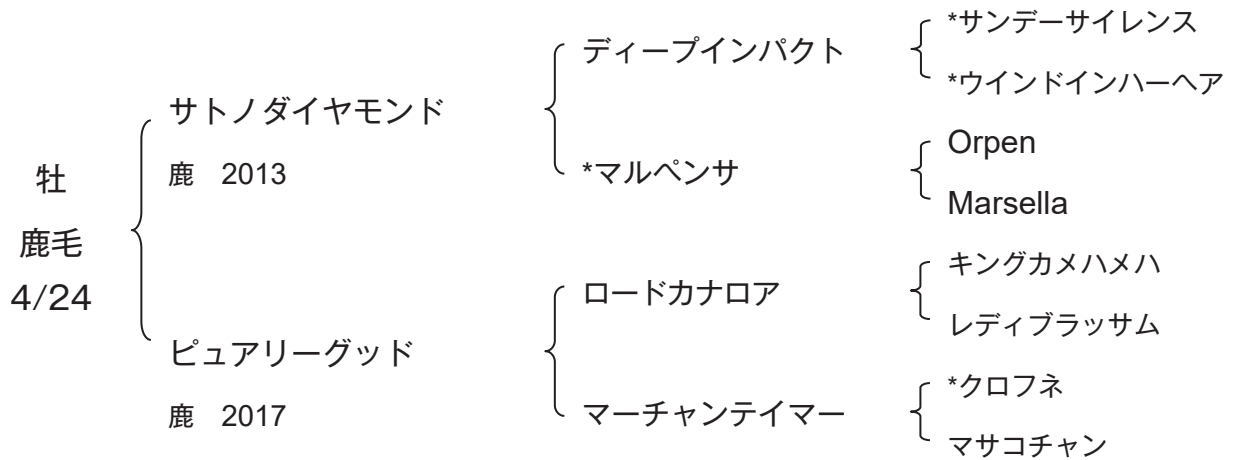 牡
鹿毛
4/24
サトノダイヤモンド
鹿　2013
ピュアリーグッド
鹿　2017
ディープインパクト
*マルペンサ
ロードカナロア
マーチャンテイマー
*サンデーサイレンス
*ウインドインハーヘア
Orpen
Marsella
キングカメハメハ
レディブラッサム
*クロフネ
マサコチャン